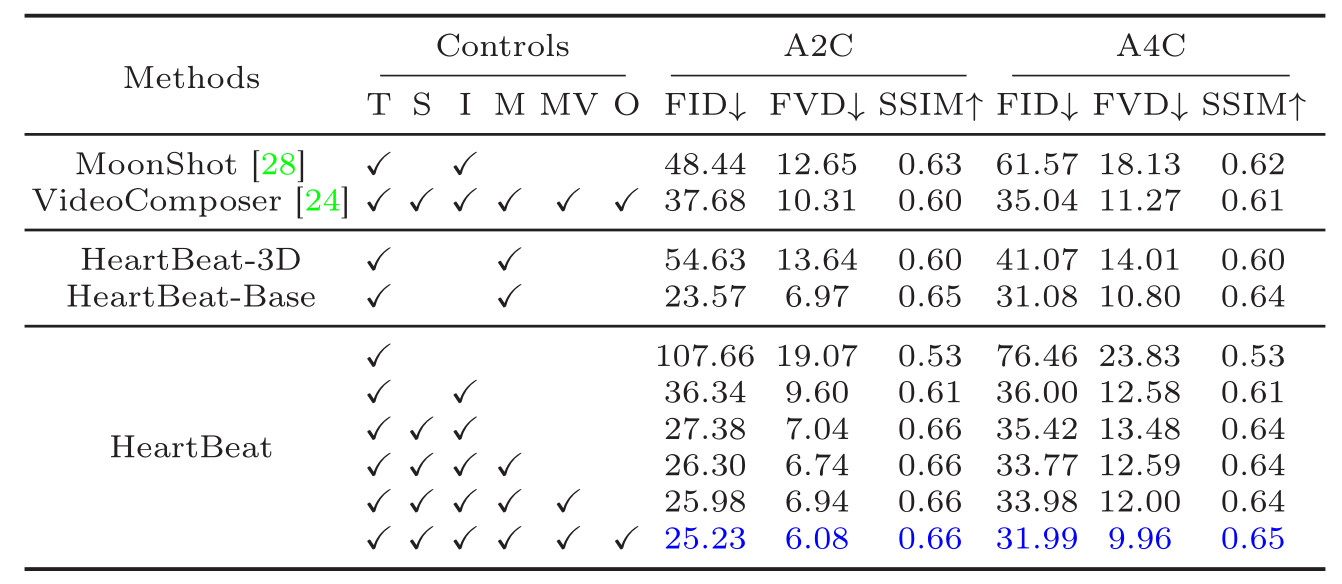 Methods Controls A2C A4C
T S I M MV O FID↓ FVD↓ SSIM↑ FID↓ FVD↓ SSIM↑
MoonShot [28] ✓ ✓ 48.44 12.65 0.63 61.57 18.13 0.62
VideoComposer [24] ✓ ✓ ✓ ✓ ✓ ✓ 37.68 10.31 0.60 35.04 11.27 0.61
HeartBeat-3D ✓ ✓ 54.63 13.64 0.60 41.07 14.01 0.60
HeartBeat-Base ✓ ✓ 23.57 6.97 0.65 31.08 10.80 0.64
HeartBeat
✓ 107.66 19.07 0.53 76.46 23.83 0.53
✓ ✓ 36.34 9.60 0.61 36.00 12.58 0.61
✓ ✓ ✓ 27.38 7.04 0.66 35.42 13.48 0.64
✓ ✓ ✓ ✓ 26.30 6.74 0.66 33.77 12.59 0.64
✓ ✓ ✓ ✓ ✓ 25.98 6.94 0.66 33.98 12.00 0.64
✓ ✓ ✓ ✓ ✓ ✓ 25.23 6.08 0.66 31.99 9.96 0.65